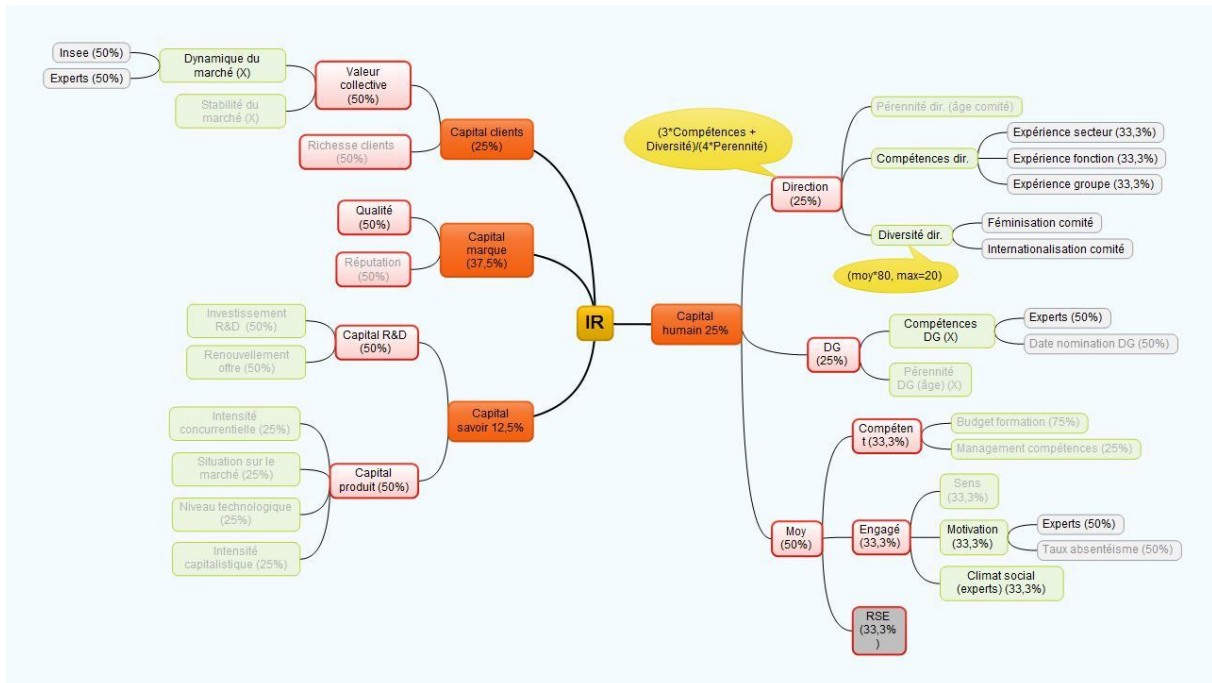 Insee (50%)
Experts (50%)
Dynamique du
marché (X)
Stabilité du
marché (X)
Valeur
collective
(50%)
Richesse clients
(50%)
Capital clients
(25%)
Qualité
(50%)
Réputation
(50%)
Capital
marque
(37,5%)
Investissement
R&D (50%)
Renouvellement
offre (50%)
Capital R&D
(50%)
Intensité
concurrentielle (25%)
Situation sur le
marché (25%)
Niveau technologique
(25%)
Intensité
capitalistique (25%)
Capital
produit (50%)
Capital
savoir 12,5%
IR
Capital
humain 25%
(3*Compétences +
Diversité)/(4*Perennité)
Direction
(25%)
Pérennité dir. (âge comité)
Compétences dir.
Expérience secteur (33,3%)
Expérience fonction (33,3%)
Expérience groupe (33,3%)
Diversité dir.
Féminisation comité
Internationalisation comité
(moy*80, max=20)
DG
(25%)
Compétences
DG (X)
Experts (50%)
Date nomination DG (50%)
Pérennité
DG (âge) (X)
Moy
(50%)
Compéten
t (33,3%)
Budget formation (75%)
Management compétences (25%)
Engagé
(33,3%)
Sens
(33,3%)
Motivation
(33,3%)
Experts (50%)
Taux absentéisme (50%)
Climat social
(experts) (33,3%)
RSE
(33,3%
)